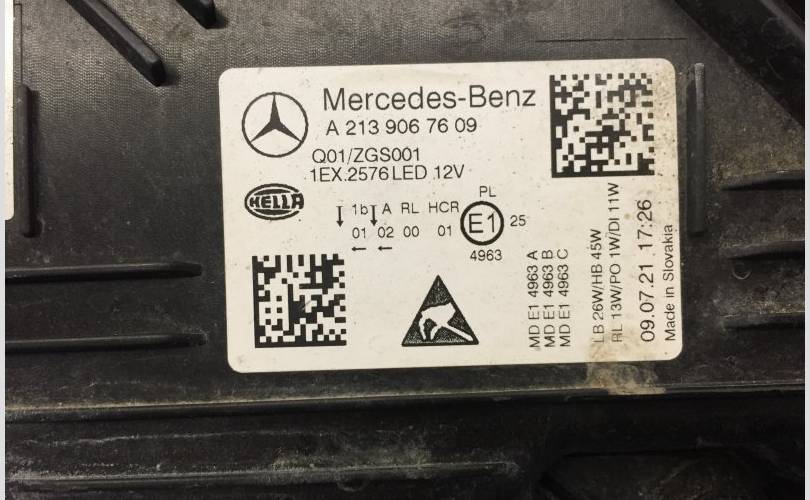 Mercedes-Benz
A 213 906 76 09
Q01/ZGS001
1EX.2576 LED 12V
HELLA
1b A RL HCR PL
01 02 00 01 E1 25
4963
MD E1 4963 A
MD E1 4963 B
MD E1 4963 C
LB 26W/HB 45W
RL 13W/PO 1W/DI 11W
09.07.21 17:26
Made in Slovakia